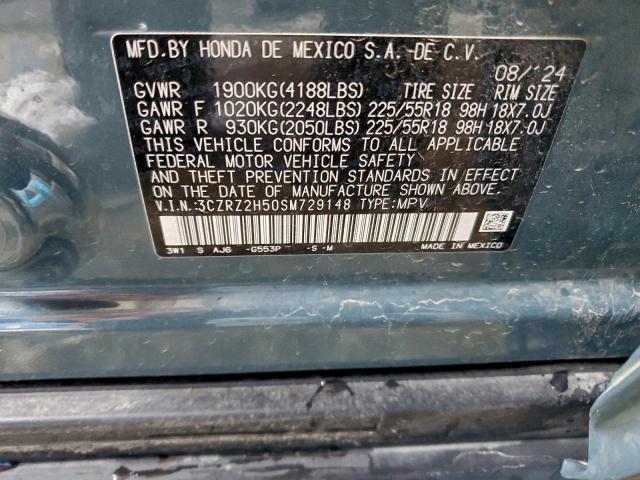 MFD.BY HONDA DE MEXICO S.A. DE C.V.
08/'24
GVWR 1900KG(4188LBS) TIRE SIZE RIM SIZE
GAWR F 1020KG(2248LBS) 225/55R18 98H 18X7.0J
GAWR R 930KG(2050LBS) 225/55R18 98H 18X7.0J
THIS VEHICLE CONFORMS TO ALL APPLICABLE
FEDERAL MOTOR VEHICLE SAFETY
AND THEFT PREVENTION STANDARDS IN EFFECT
ON THE DATE OF MANUFACTURE SHOWN ABOVE.
V.I.N.:3CZRZ2H50SM729148 TYPE:MPV
3W1 S AJ6 -G553P -S -M
MADE IN MEXICO